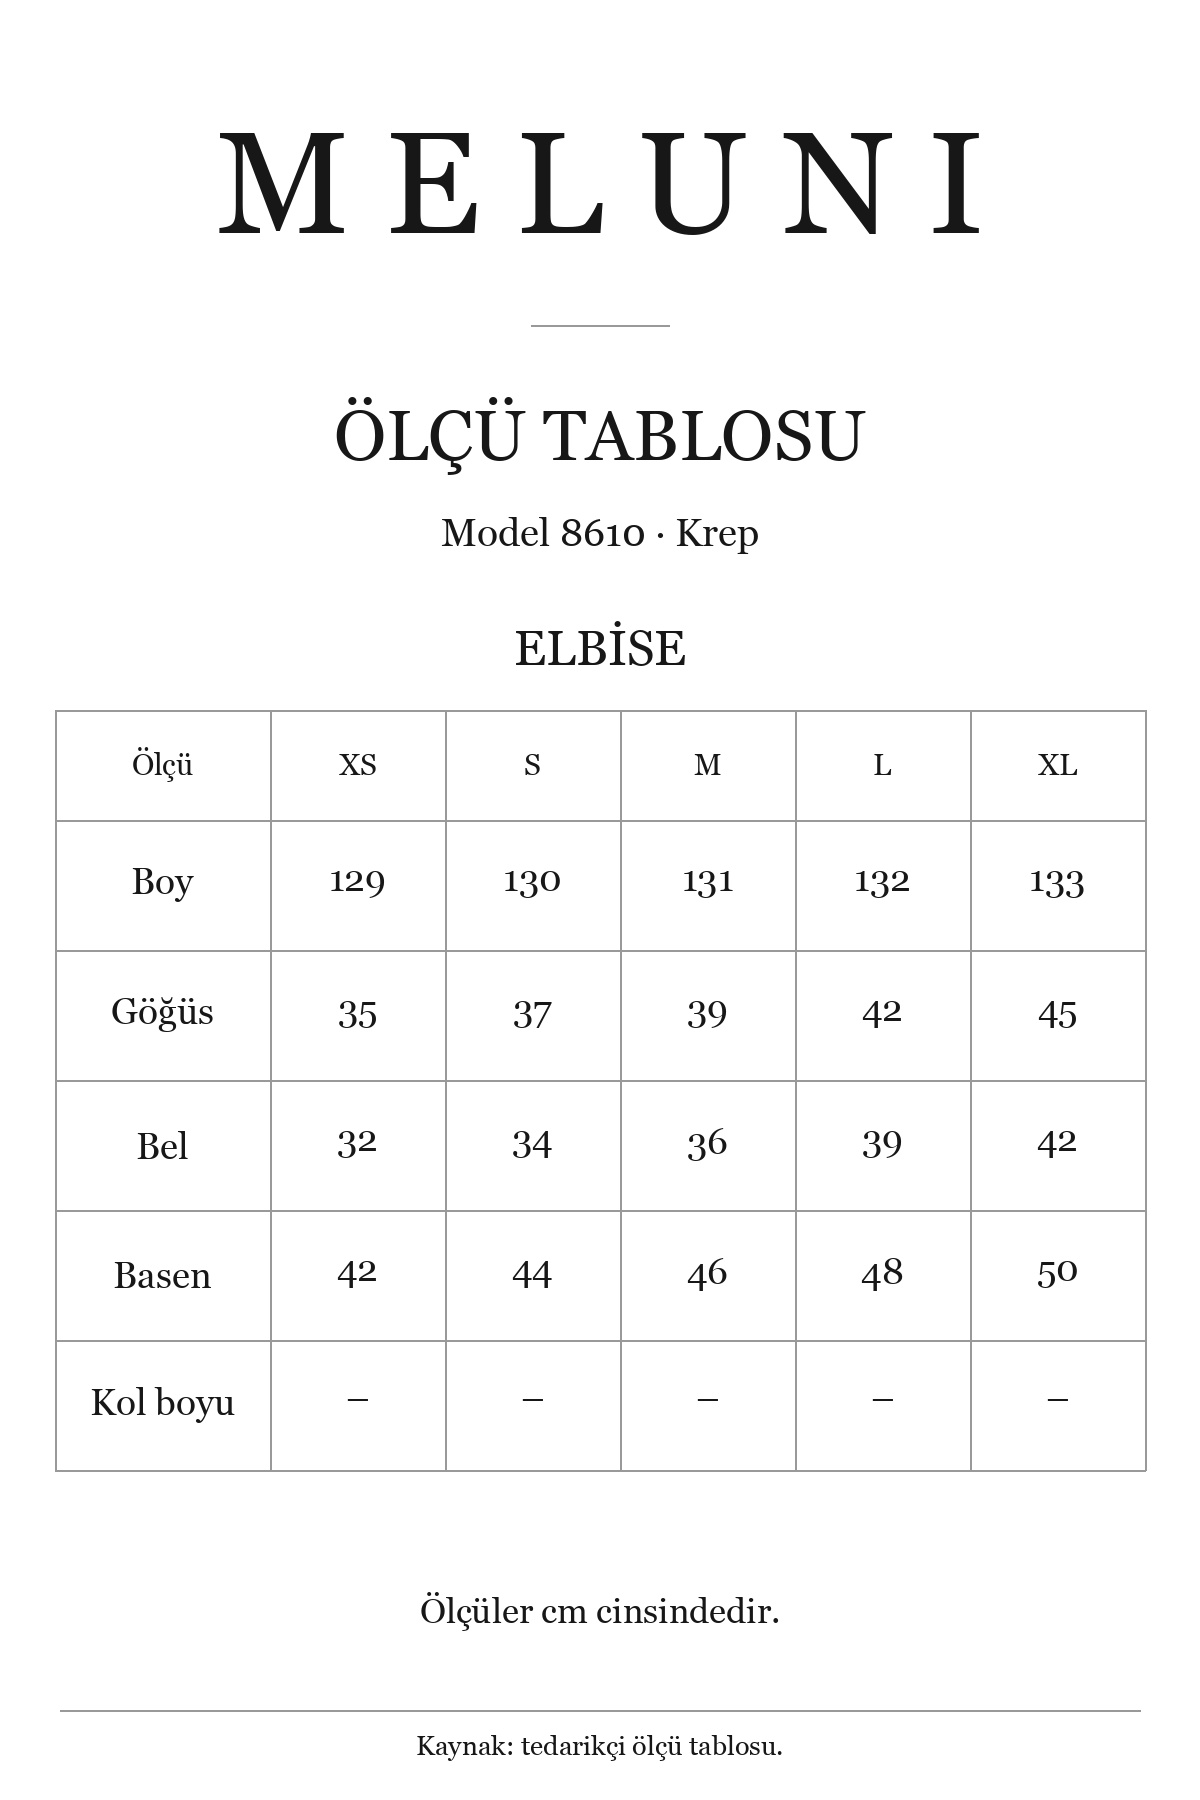 MELUNI
ÖLÇÜ TABLOSU
Model 8610 · Krep
ELBİSE
Ölçü XS S M L XL
Boy 129 130 131 132 133
Göğüs 35 37 39 42 45
Bel 32 34 36 39 42
Basen 42 44 46 48 50
Kol boyu – – – – –
Ölçüler cm cinsindedir.
Kaynak: tedarikçi ölçü tablosu.